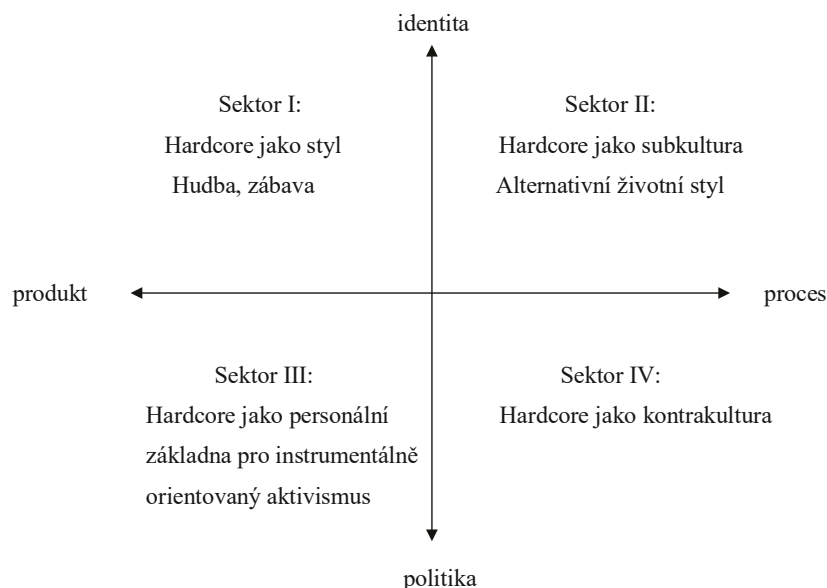 identita
Sektor I:
Hardcore jako styl
Hudba, zábava
Sektor II:
Hardcore jako subkultura
Alternativní životní styl
produkt
proces
Sektor III:
Hardcore jako personální
základna pro instrumentálně
orientovaný aktivismus
Sektor IV:
Hardcore jako kontrakultura
politika